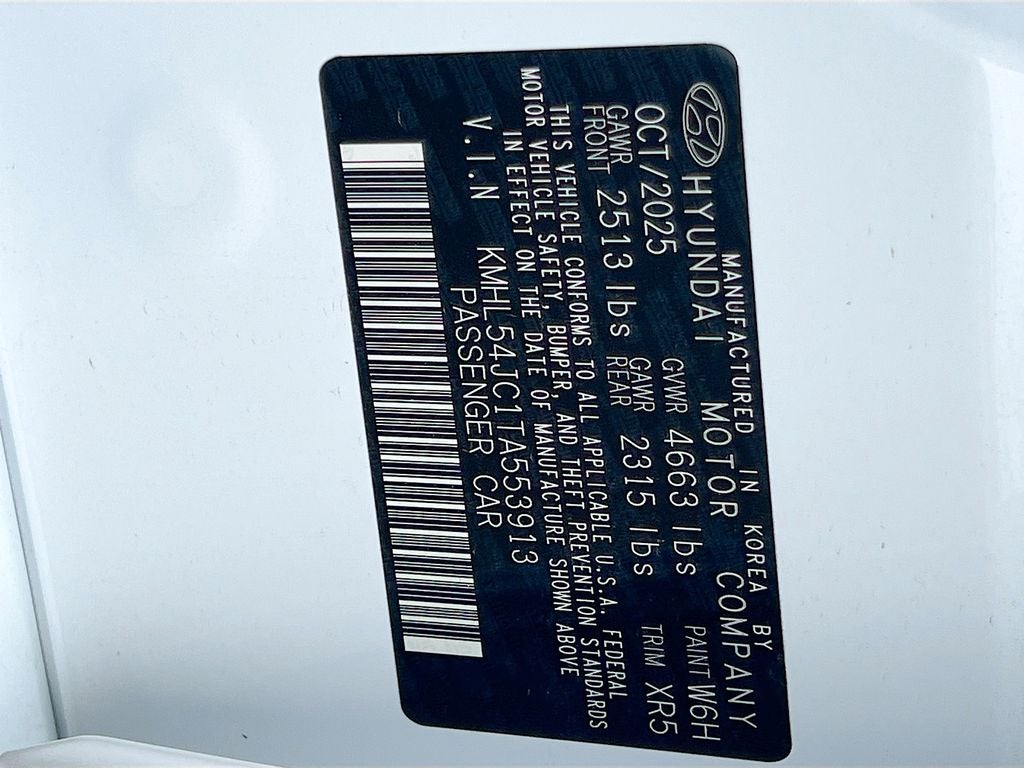 MANUFACTURED IN KOREA BY
HYUNDAI MOTOR COMPANY
OCT/2025 GVWR 4663 lbs PAINT W6H
GAWR FRONT 2513 lbs GAWR REAR 2315 lbs TRIM XR5
THIS VEHICLE CONFORMS TO ALL APPLICABLE U.S.A. FEDERAL
MOTOR VEHICLE SAFETY, BUMPER, AND THEFT PREVENTION STANDARDS
IN EFFECT ON THE DATE OF MANUFACTURE SHOWN ABOVE
V.I.N KMHL54JC1TA553913
PASSENGER CAR